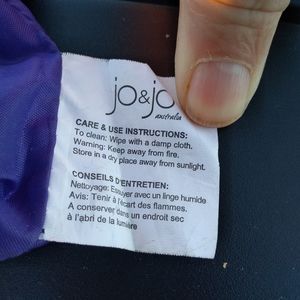 jo&jo
australia
CARE & USE INSTRUCTIONS:
To clean: Wipe with a damp cloth.
Warning: Keep away from fire.
Store in a dry place away from sunlight.
CONSEILS D'ENTRETIEN:
Nettoyage: Essuyer avec un linge humide
Avis: Tenir à l'écart des flammes.
A conserver dans un endroit sec
à l'abri de la lumière